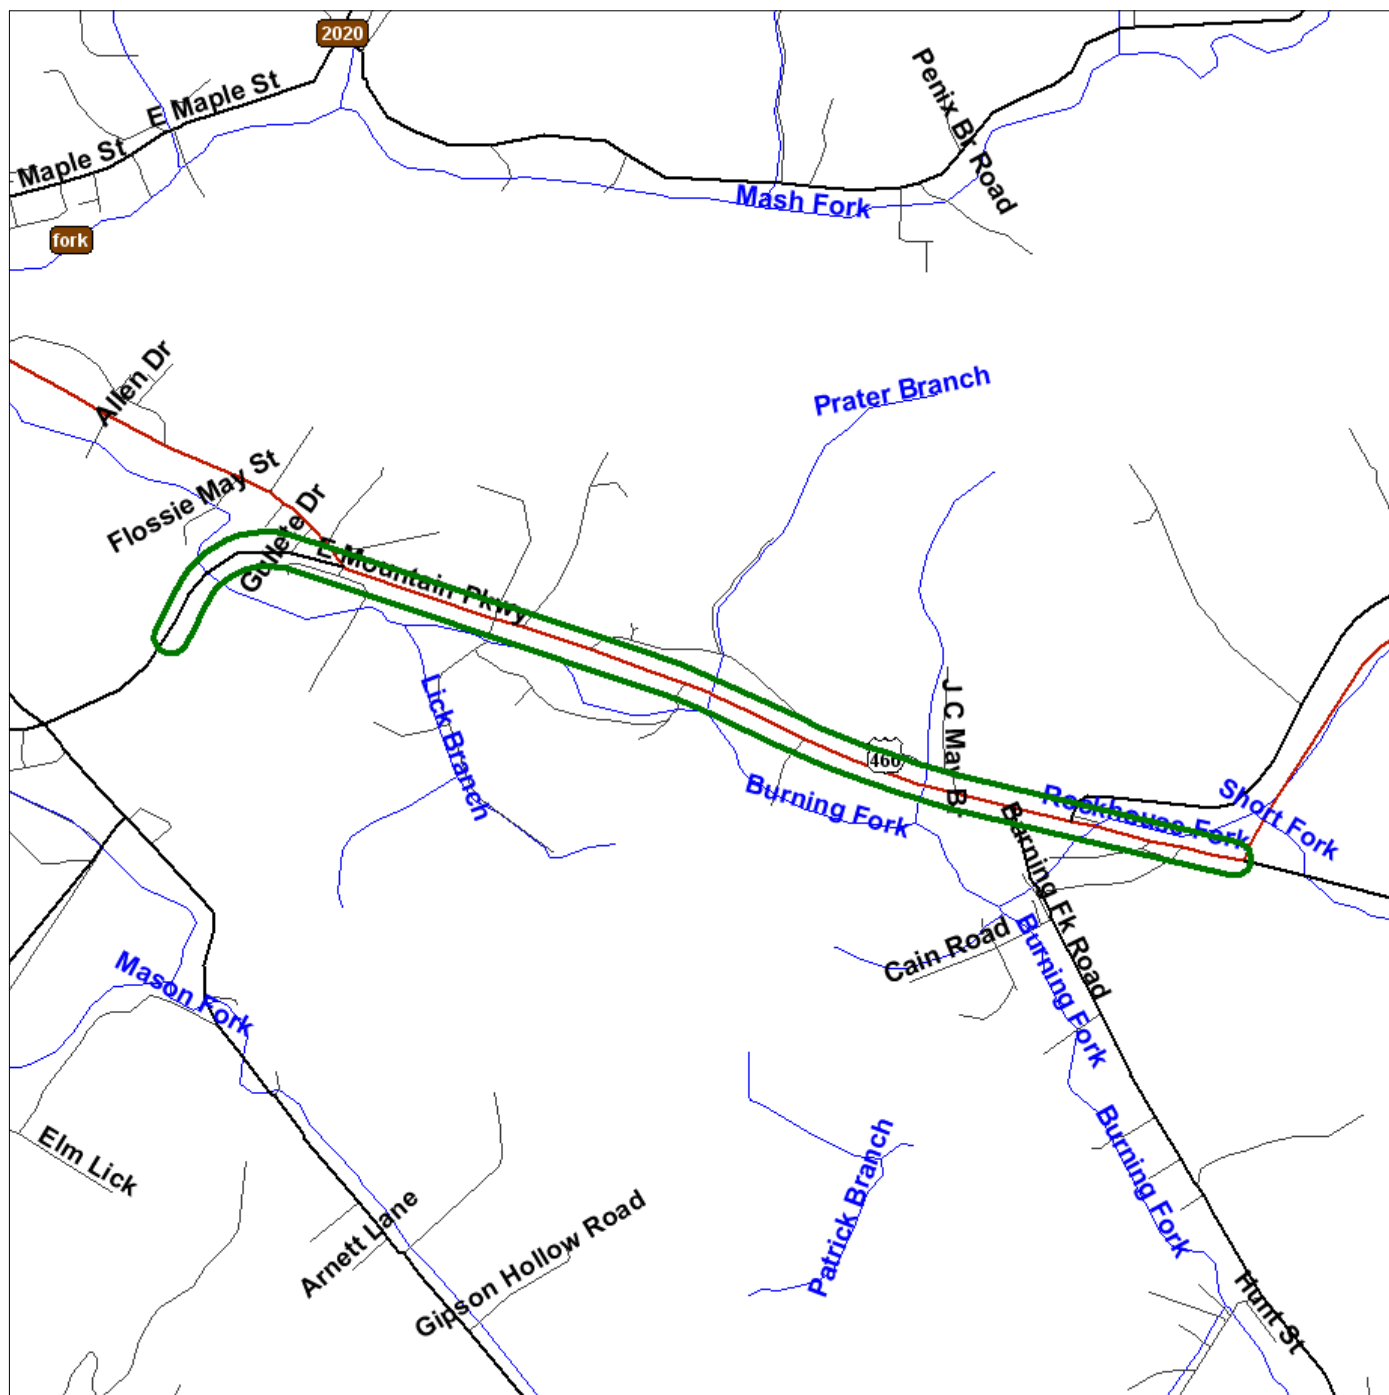 2020
E Maple St
Maple St
Penix Br Road
Mash Fork
fork
Allen Dr
Prater Branch
Flossie May St
Gullete Dr
E Mountain Pkwy
Lick Branch
J C May B
460
Burning Fork
Rockhouse Fork
Short Fork
Burning Fk Road
Cain Road
Burning Fork
Mason Fork
Burning Fork
Elm Lick
Patrick Branch
Arnett Lane
Gipson Hollow Road
Hunt St